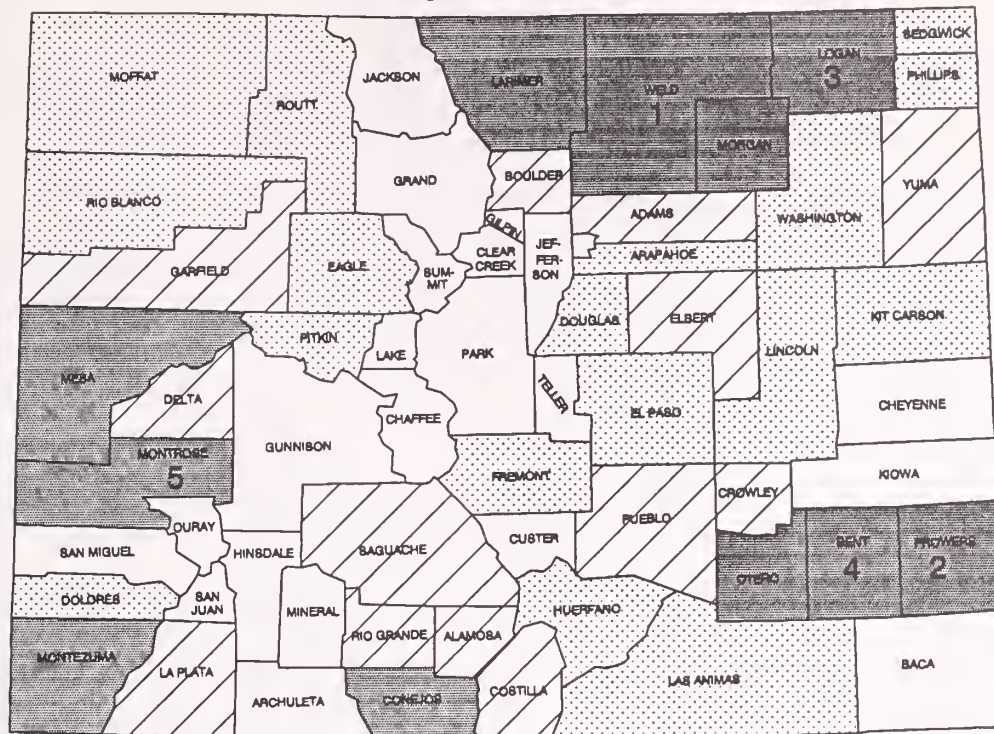 SEDGWICK
MOFFAT
JACKSON
LARIMER
LOGAN
3
PHILLIPS
ROUTT
WELD
1
MORGAN
GRAND
BOULDER
YUMA
RIO BLANCO
ADAMS
WASHINGTON
GILPIN
GARFIELD
EAGLE
SUM-
MIT
CLEAR
CREEK
JEF-
FER-
SON
ARAPAHOE
PITKIN
LAKE
PARK
DOUGLAS
ELBERT
LINCOLN
KIT CARSON
MESA
DELTA
CHAFFEE
TELLER
EL PASO
CHEYENNE
GUNNISON
MONTROSE
5
FREMONT
KIOWA
CROWLEY
OURAY
PUEBLO
SAN MIGUEL
HINSDALE
SAGUACHE
CUSTER
OTERO
BENT
4
PROWERS
2
DOLORES
SAN
JUAN
MINERAL
RIO GRANDE
ALAMOSA
HUERFANO
MONTEZUMA
LA PLATA
ARCHULETA
CONEJOS
COSTILLA
LAS ANIMAS
BACA